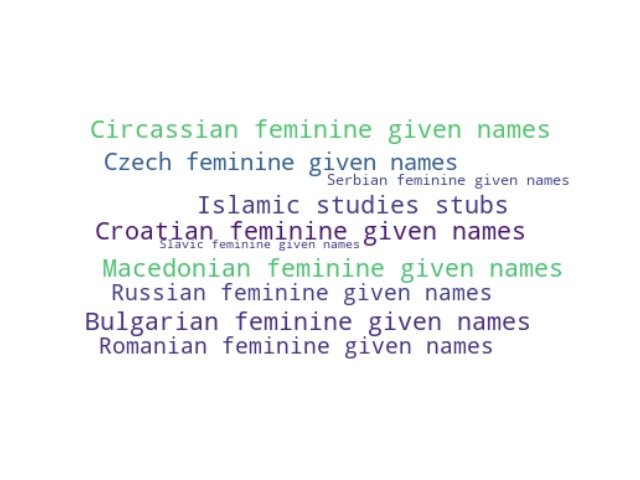 Circassian feminine given names
Czech feminine given names
Serbian feminine given names
Islamic studies stubs
Croatian feminine given names
Slavic feminine given names
Macedonian feminine given names
Russian feminine given names
Bulgarian feminine given names
Romanian feminine given names